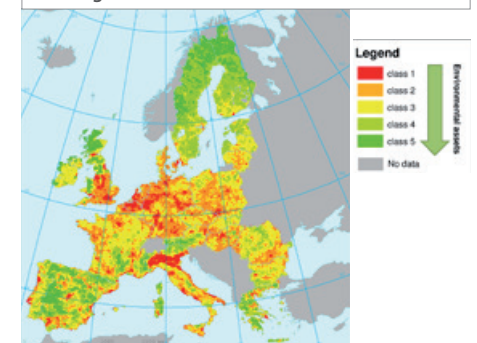 Legend
class 1
class 2
class 3
class 4
class 5
No data
Environmental assets